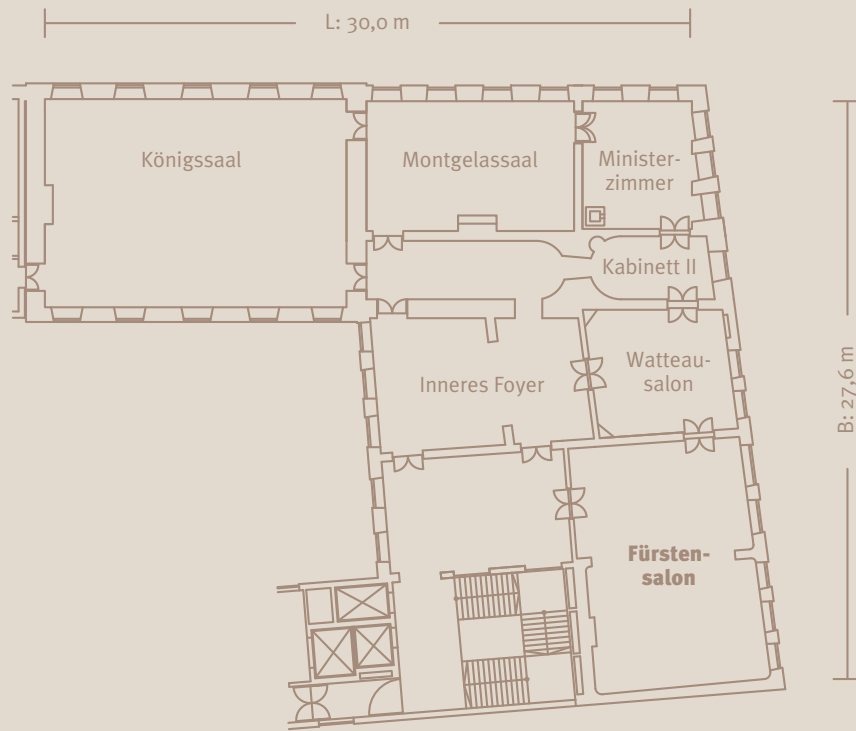 L: 30,0 m
Königssaal
Montgelassaal
Minister-
zimmer
Kabinett II
Watteau-
salon
Inneres Foyer
B: 27,6 m
Fürsten-
salon